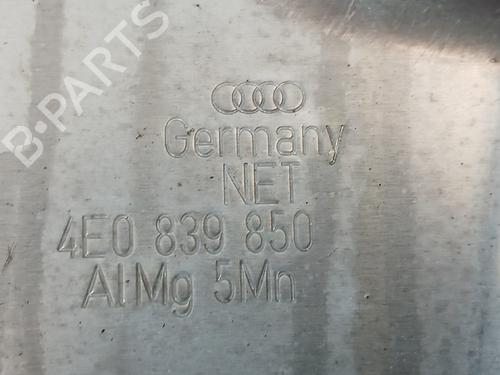 B-PARTS
Germany
NET
4E0 839 850
AlMg 5Mn